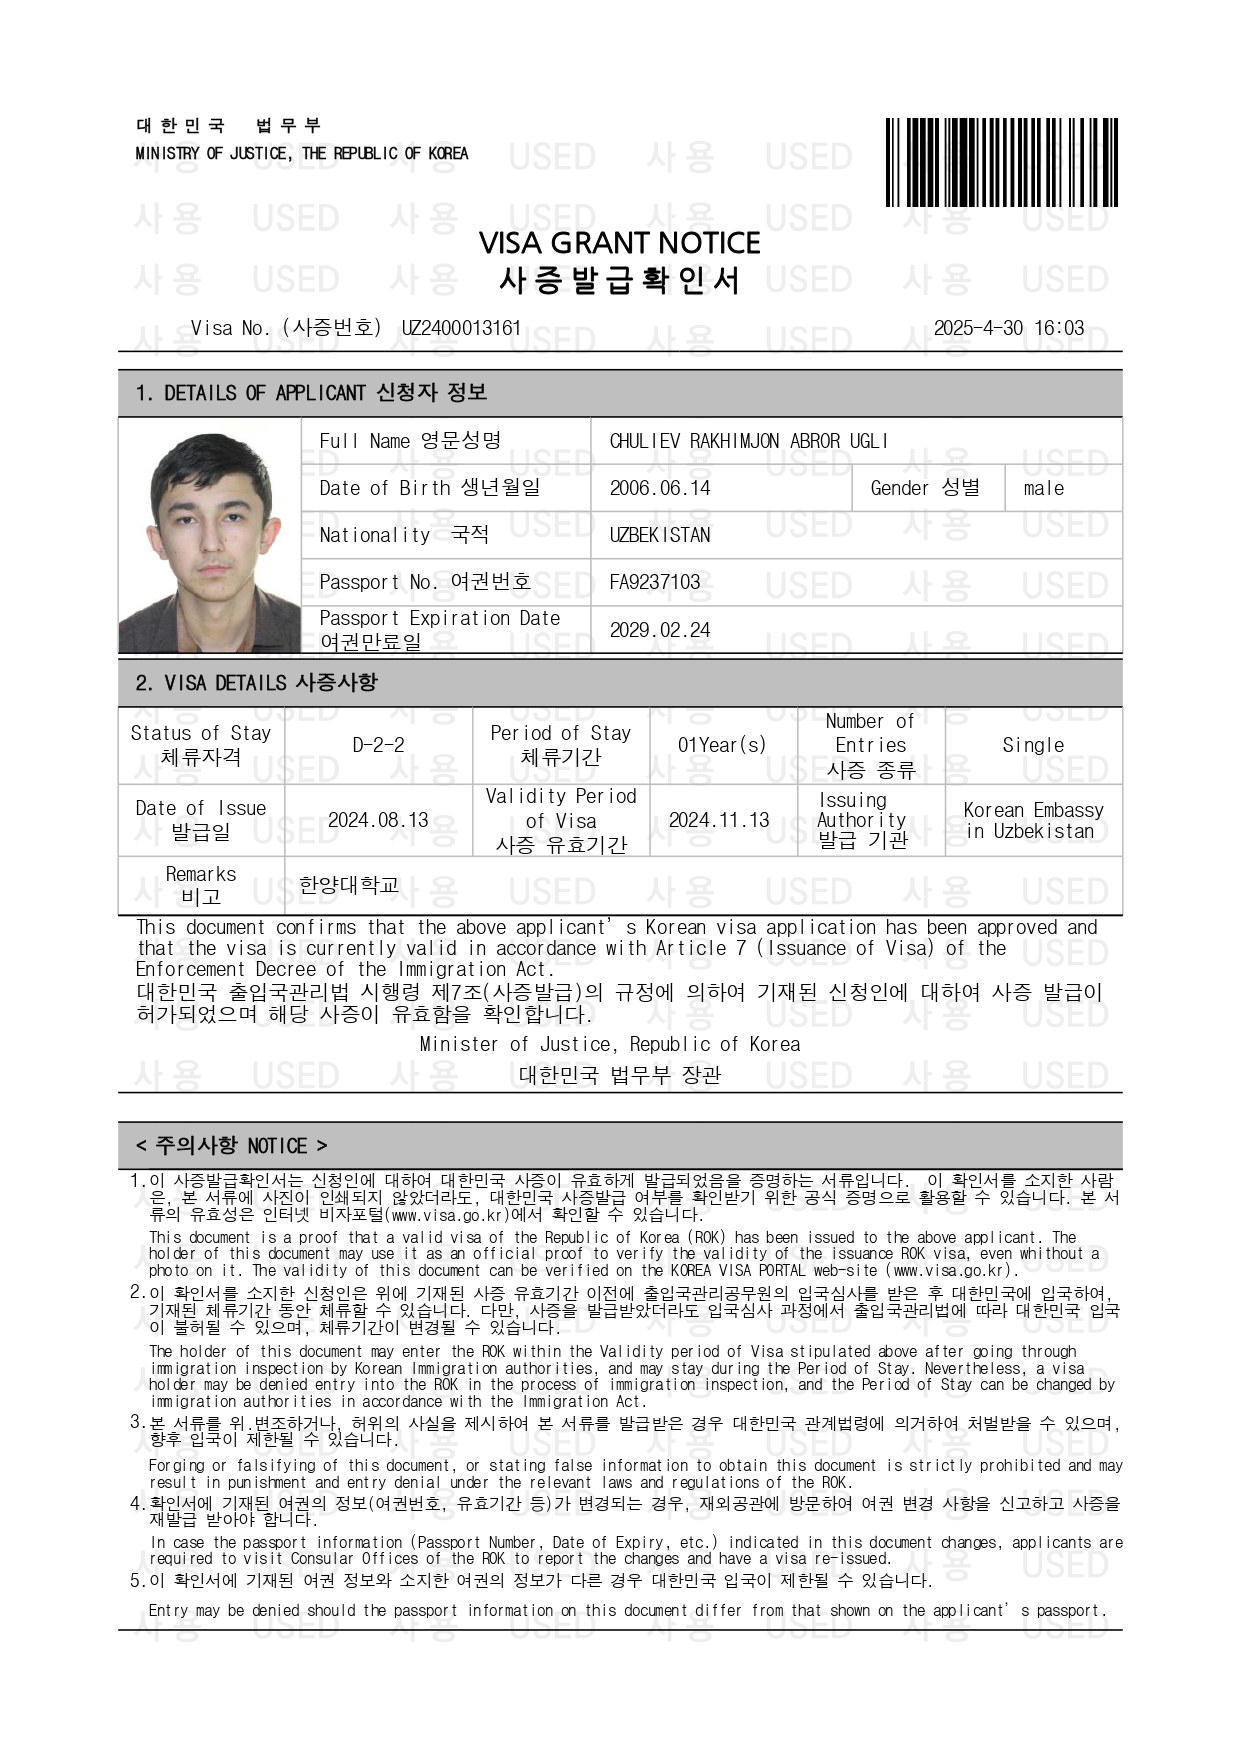 대한민국 법무부
MINISTRY OF JUSTICE, THE REPUBLIC OF KOREA
VISA GRANT NOTICE
사증발급확인서
Visa No. (사증번호) UZ2400013161 2025-4-30 16:03
1. DETAILS OF APPLICANT 신청자 정보
Full Name 영문성명 CHULIEV RAKHIMJON ABROR UGLI
Date of Birth 생년월일 2006.06.14 Gender 성별 male
Nationality 국적 UZBEKISTAN
Passport No. 여권번호 FA9237103
Passport Expiration Date
여권만료일 2029.02.24
2. VISA DETAILS 사증사항
Status of Stay
체류자격
D-2-2
Period of Stay
체류기간
01Year(s)
Number of
Entries
사증 종류
Single
Date of Issue
발급일
2024.08.13
Validity Period
of Visa
사증 유효기간
2024.11.13
Issuing
Authority
발급 기관
Korean Embassy
in Uzbekistan
Remarks
비고
한양대학교
This document confirms that the above applicant’s Korean visa application has been approved and
that the visa is currently valid in accordance with Article 7 (Issuance of Visa) of the
Enforcement Decree of the Immigration Act.
대한민국 출입국관리법 시행령 제7조(사증발급)의 규정에 의하여 기재된 신청인에 대하여 사증 발급이
허가되었으며 해당 사증이 유효함을 확인합니다.
Minister of Justice, Republic of Korea
대한민국 법무부 장관
< 주의사항 NOTICE >
1.이 사증발급확인서는 신청인에 대하여 대한민국 사증이 유효하게 발급되었음을 증명하는 서류입니다. 이 확인서를 소지한 사람
은, 본 서류에 사진이 인쇄되지 않았더라도, 대한민국 사증발급 여부를 확인받기 위한 공식 증명으로 활용할 수 있습니다. 본 서
류의 유효성은 인터넷 비자포털(www.visa.go.kr)에서 확인할 수 있습니다.
This document is a proof that a valid visa of the Republic of Korea (ROK) has been issued to the above applicant. The
holder of this document may use it as an official proof to verify the validity of the issuance ROK visa, even whithout a
photo on it. The validity of this document can be verified on the KOREA VISA PORTAL web-site (www.visa.go.kr).
2.이 확인서를 소지한 신청인은 위에 기재된 사증 유효기간 이전에 출입국관리공무원의 입국심사를 받은 후 대한민국에 입국하여,
기재된 체류기간 동안 체류할 수 있습니다. 다만, 사증을 발급받았더라도 입국심사 과정에서 출입국관리법에 따라 대한민국 입국
이 불허될 수 있으며, 체류기간이 변경될 수 있습니다.
The holder of this document may enter the ROK within the Validity period of Visa stipulated above after going through
immigration inspection by Korean Immigration authorities, and may stay during the Period of Stay. Nevertheless, a visa
holder may be denied entry into the ROK in the process of immigration inspection, and the Period of Stay can be changed by
immigration authorities in accordance with the Immigration Act.
3.본 서류를 위.변조하거나, 허위의 사실을 제시하여 본 서류를 발급받은 경우 대한민국 관계법령에 의거하여 처벌받을 수 있으며,
향후 입국이 제한될 수 있습니다.
Forging or falsifying of this document, or stating false information to obtain this document is strictly prohibited and may
result in punishment and entry denial under the relevant laws and regulations of the ROK.
4.확인서에 기재된 여권의 정보(여권번호, 유효기간 등)가 변경되는 경우, 재외공관에 방문하여 여권 변경 사항을 신고하고 사증을
재발급 받아야 합니다.
In case the passport information (Passport Number, Date of Expiry, etc.) indicated in this document changes, applicants are
required to visit Consular Offices of the ROK to report the changes and have a visa re-issued.
5.이 확인서에 기재된 여권 정보와 소지한 여권의 정보가 다른 경우 대한민국 입국이 제한될 수 있습니다.
Entry may be denied should the passport information on this document differ from that shown on the applicant’s passport.
사용 USED